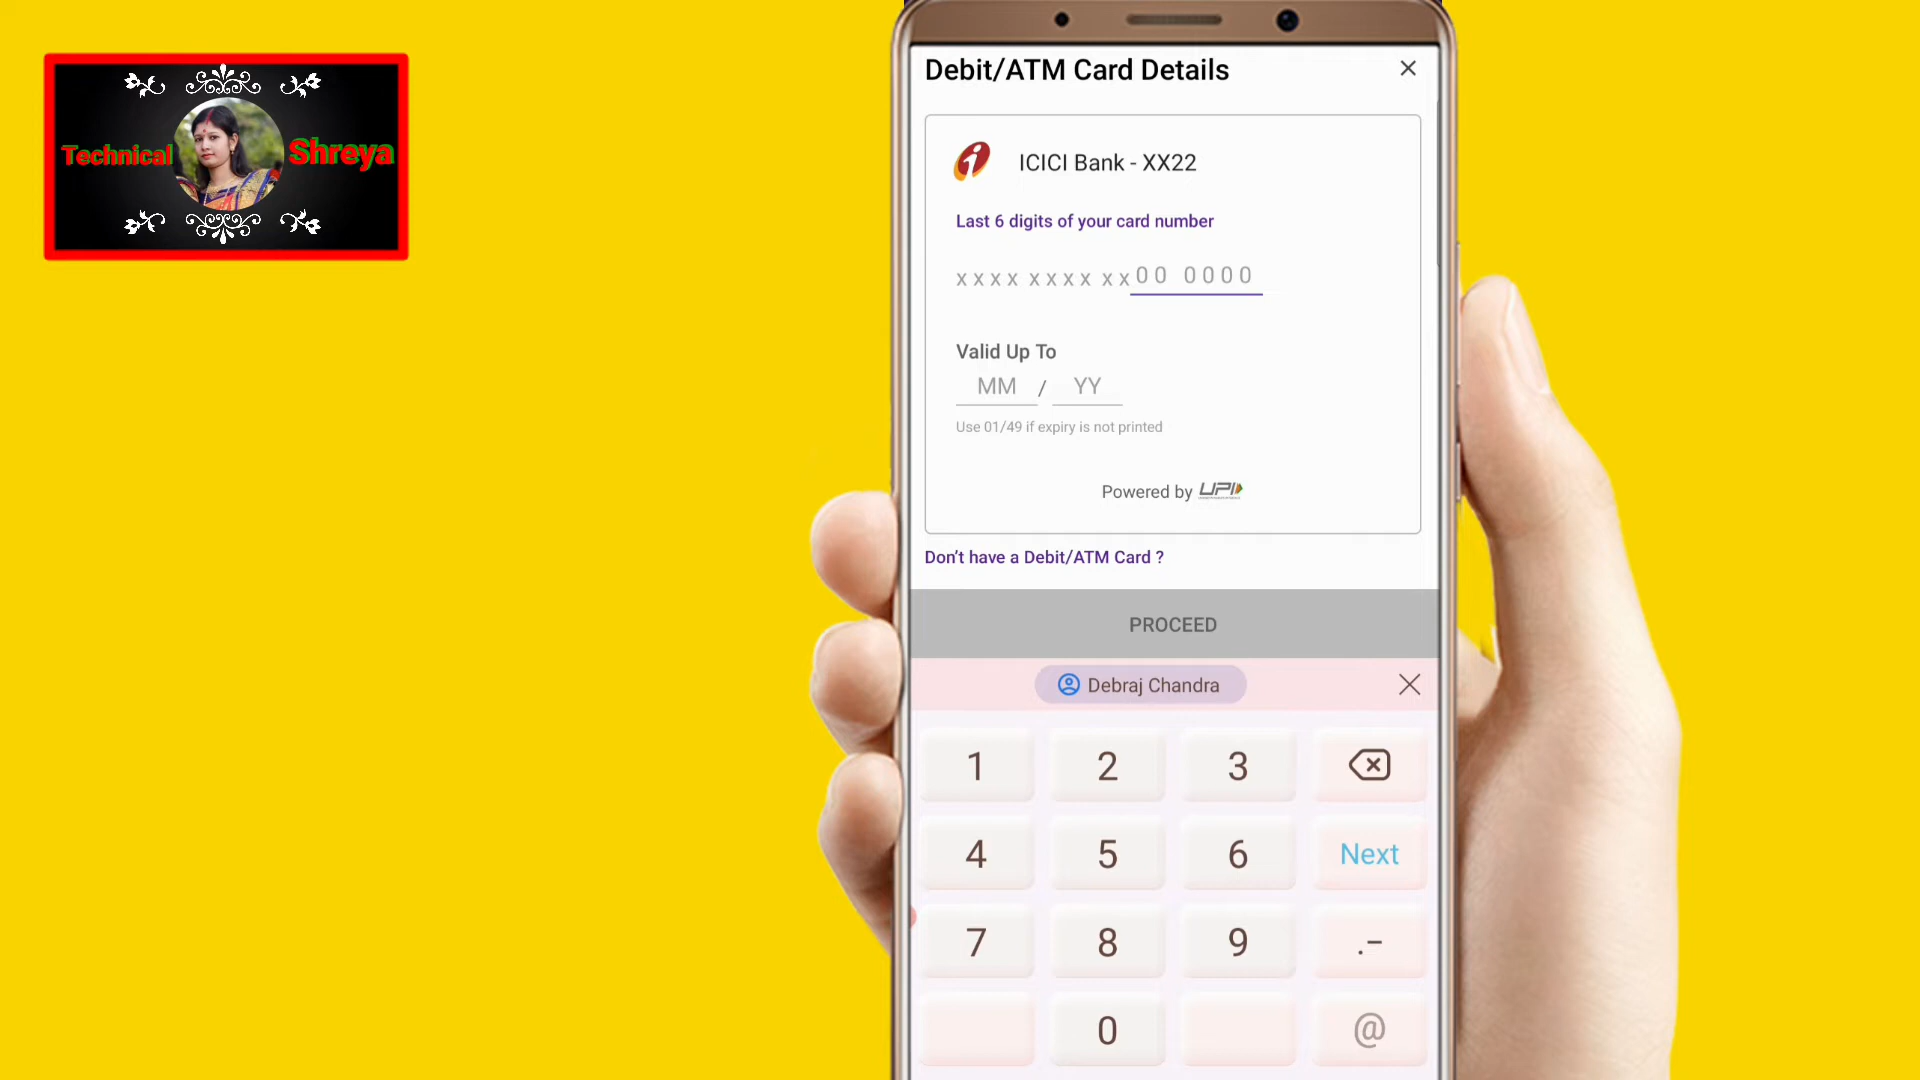 Technical Shreya
Debit/ATM Card Details
ICICI Bank - XX22
Last 6 digits of your card number
xxxx xxxx xx00 0000
Valid Up To
MM / YY
Use 01/49 if expiry is not printed
Powered by UPI
Don't have a Debit/ATM Card ?
PROCEED
Debraj Chandra
1 2 3
4 5 6 Next
7 8 9 .-
0 @